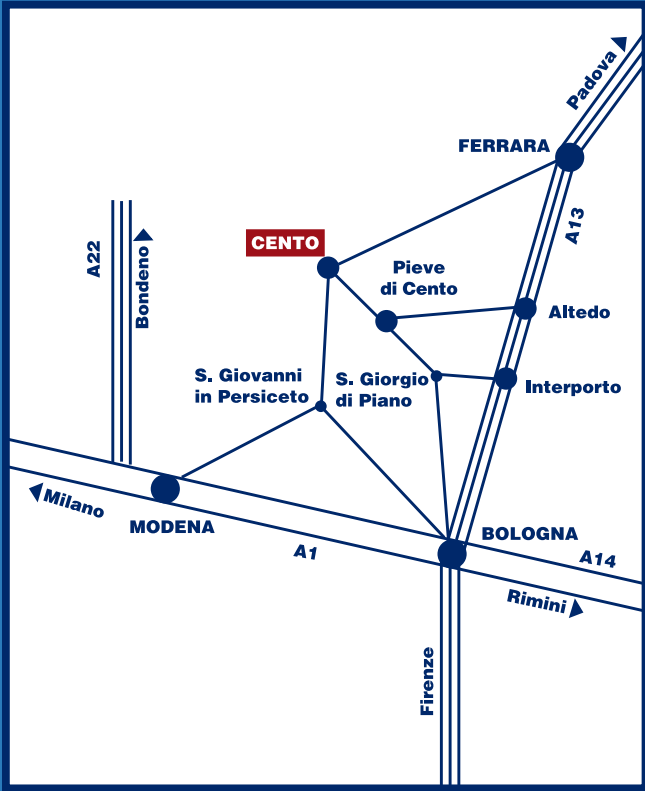 Padova
FERRARA
A13
CENTO
A22
Bondeno
Pieve
di Cento
Altedo
S. Giovanni
in Persiceto
S. Giorgio
di Piano
Interporto
Milano
MODENA
A1
BOLOGNA
A14
Rimini
Firenze